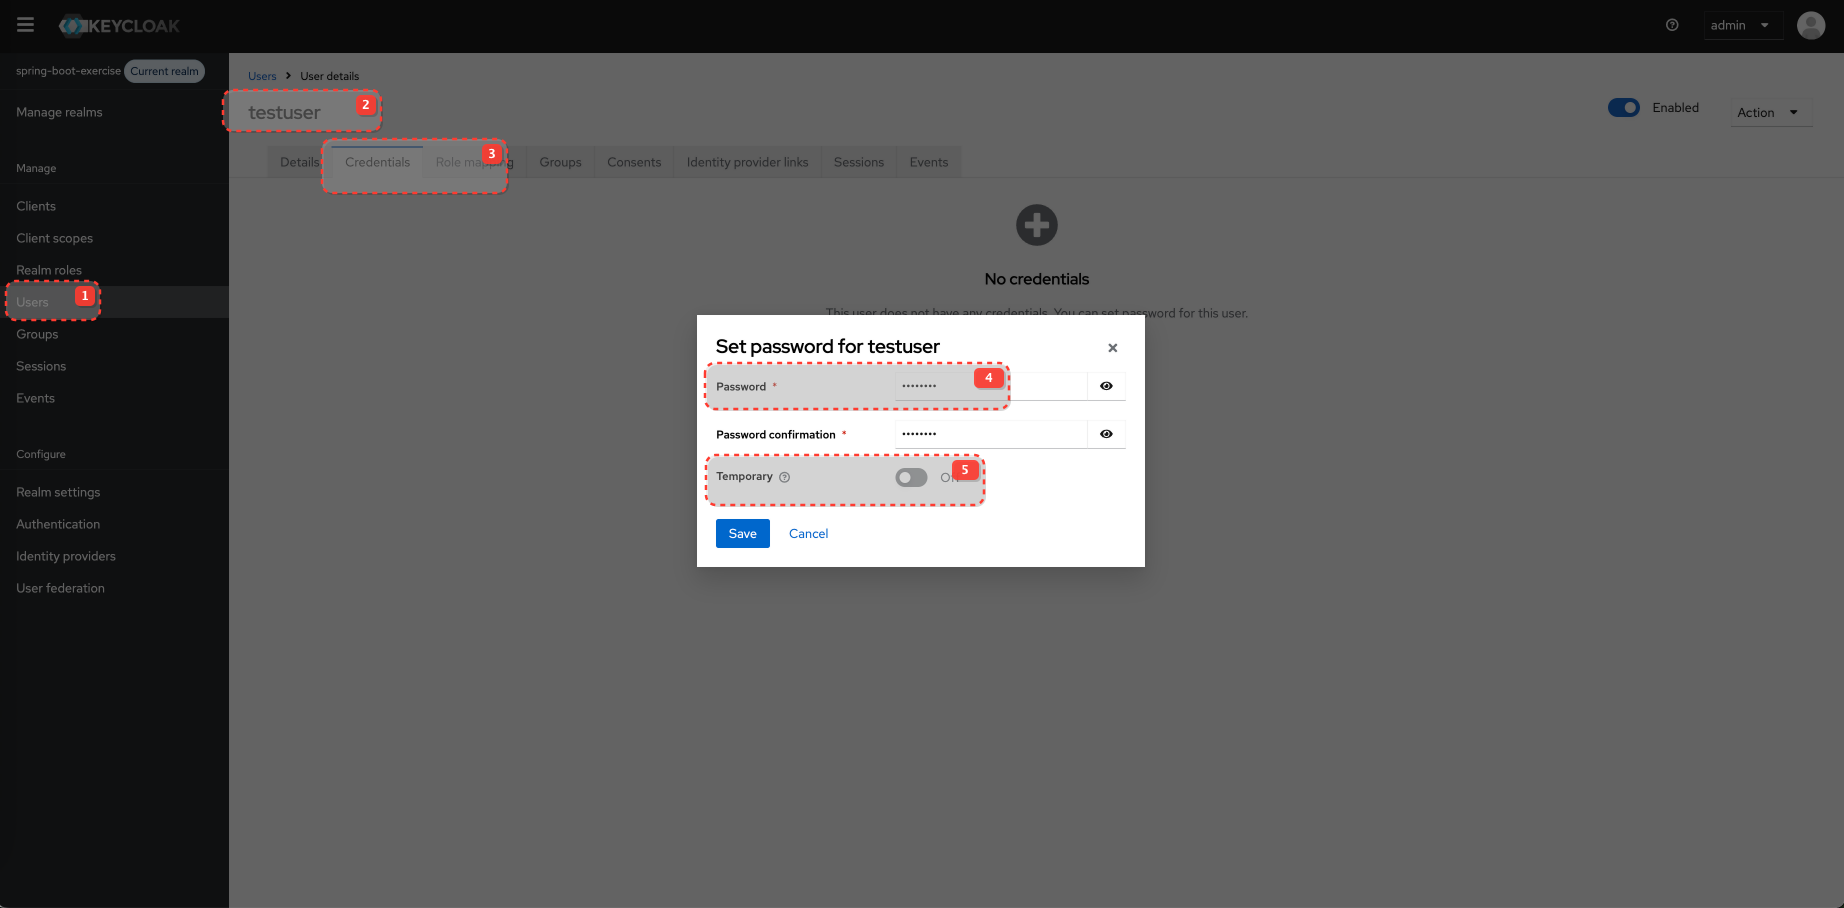 KEYCLOAK
admin
spring-boot-exercise Current realm
Manage realms
Manage
Clients
Client scopes
Realm roles
Users 1
Groups
Sessions
Events
Configure
Realm settings
Authentication
Identity providers
User federation
Users > User details
testuser 2
Enabled
Action
Details Credentials Role mapping 3 Groups Consents Identity provider links Sessions Events
No credentials
This user does not have any credentials. You can set password for this user.
Set password for testuser
Password * •••••••• 4
Password confirmation * ••••••••
Temporary 5
Save Cancel